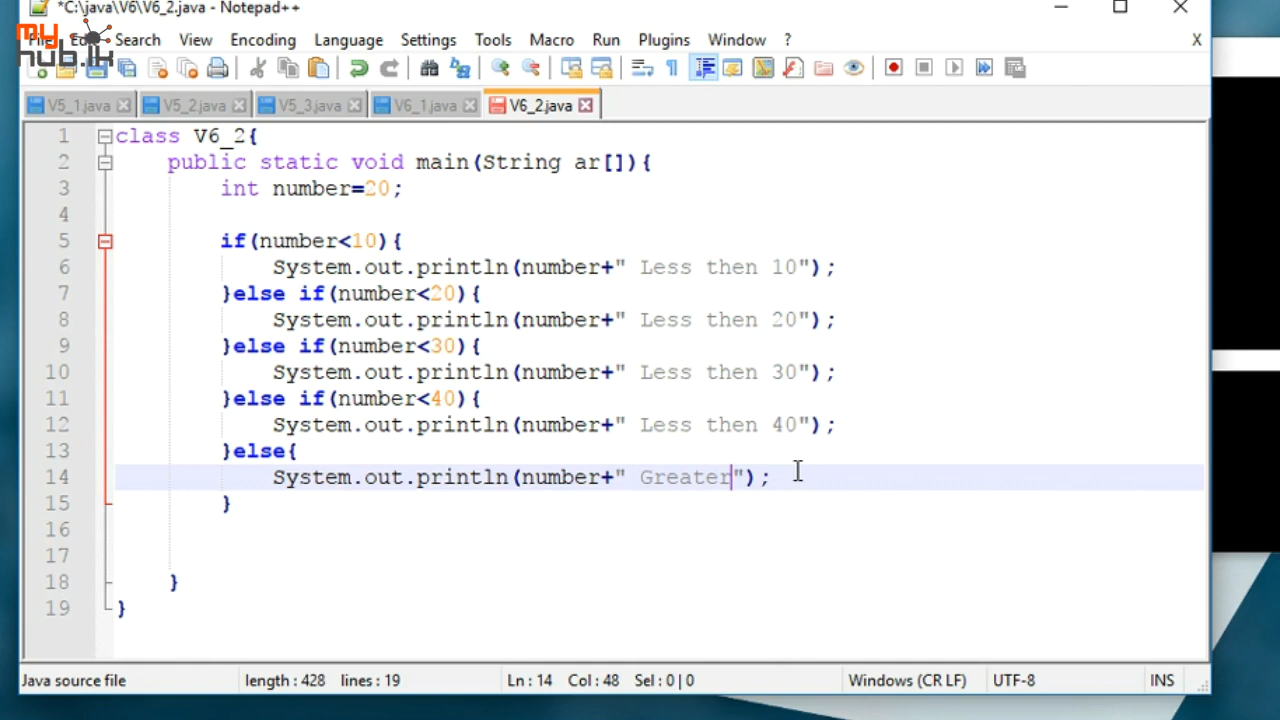 *C:\java\V6\V6_2.java - Notepad++
my
hub.lk
Search View Encoding Language Settings Tools Macro Run Plugins Window ? X
V5_1.java V5_2.java V5_3.java V6_1.java V6_2.java
1 class V6_2{
2 public static void main(String ar[]){
3 int number=20;
4
5 if(number<10){
6 System.out.println(number+" Less then 10");
7 }else if(number<20){
8 System.out.println(number+" Less then 20");
9 }else if(number<30){
10 System.out.println(number+" Less then 30");
11 }else if(number<40){
12 System.out.println(number+" Less then 40");
13 }else{
14 System.out.println(number+" Greater");
15 }
16
17
18 }
19 }
Java source file length : 428 lines : 19 Ln : 14 Col : 48 Sel : 0 | 0 Windows (CR LF) UTF-8 INS